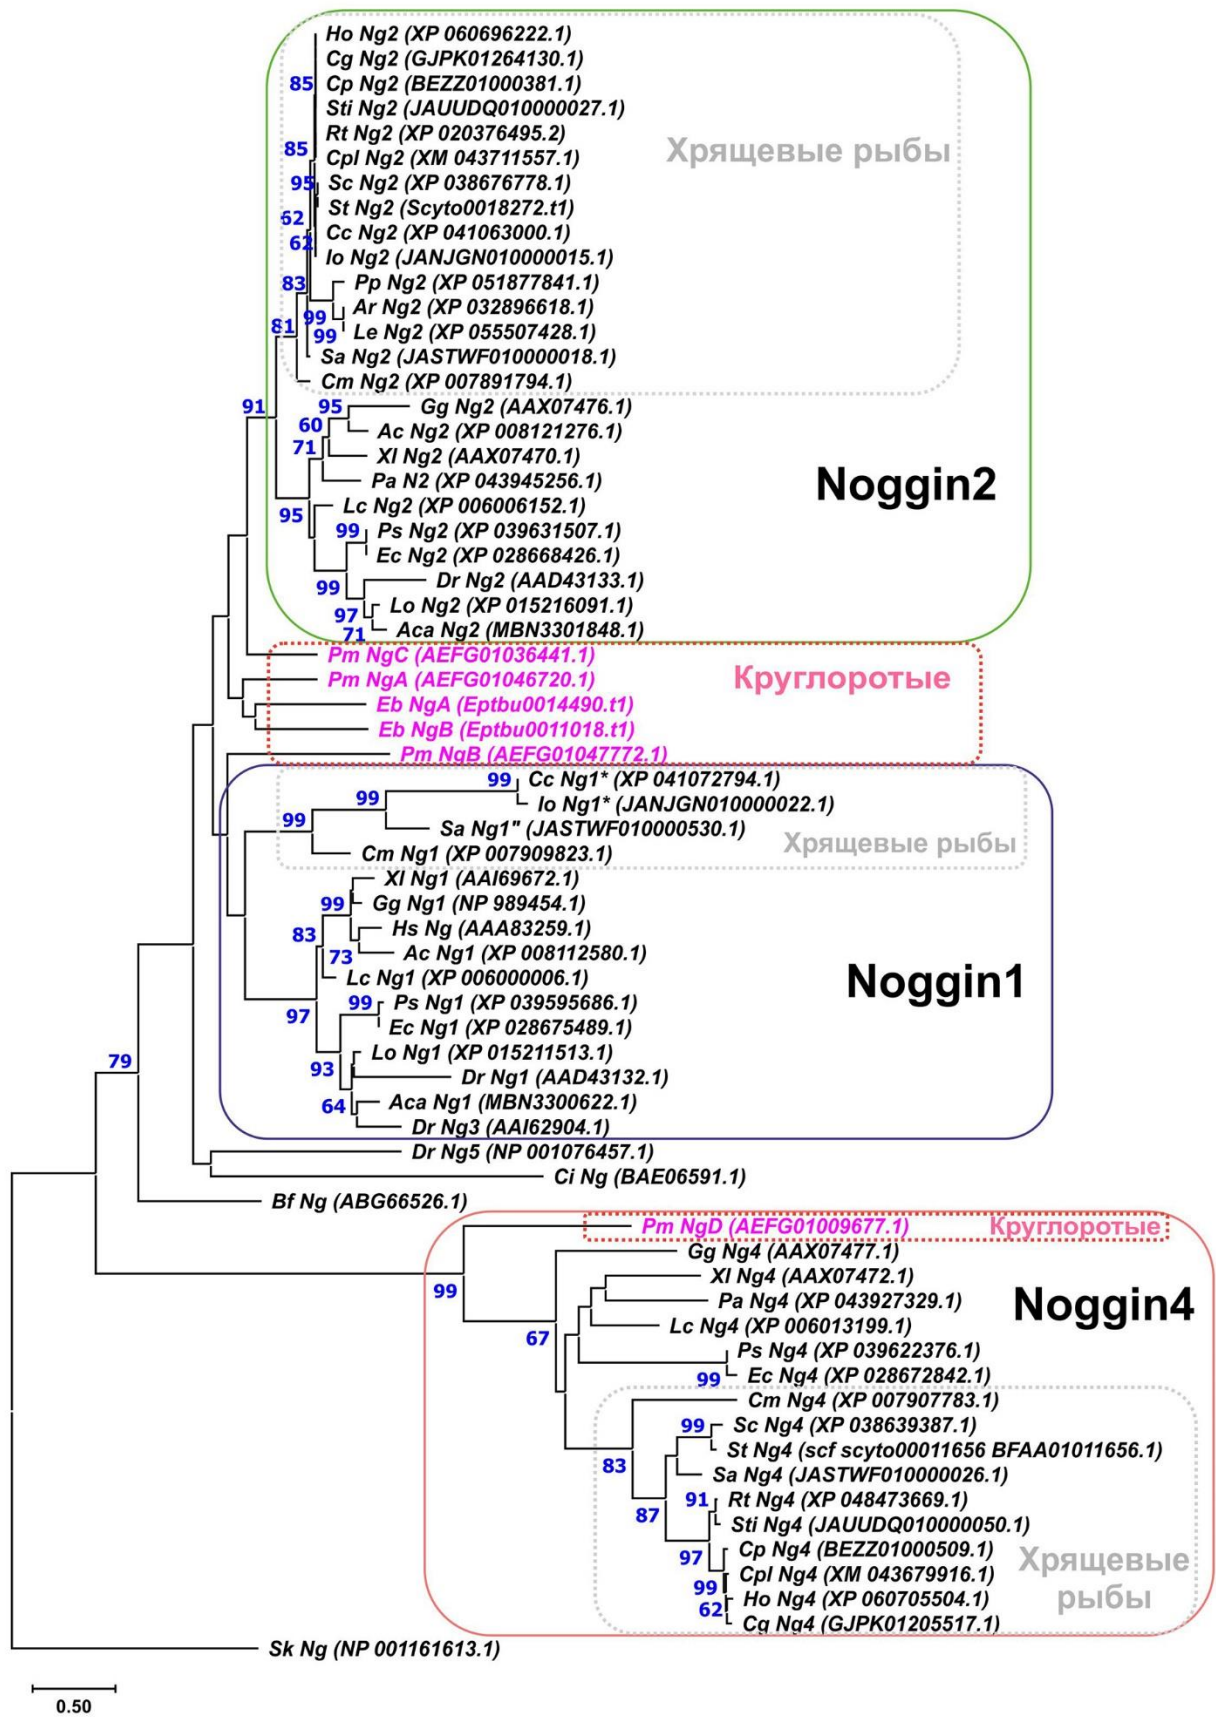 Ho Ng2 (XP 060696222.1)
Cg Ng2 (GJPK01264130.1)
85 Cp Ng2 (BEZZ01000381.1)
Sti Ng2 (JAUUDQ010000027.1)
Rt Ng2 (XP 020376495.2)
Хрящевые рыбы
85
Cpl Ng2 (XM 043711557.1)
95 Sc Ng2 (XP 038676778.1)
St Ng2 (Scyto0018272.t1)
62
Cc Ng2 (XP 041063000.1)
62
Io Ng2 (JANJGN010000015.1)
83 Pp Ng2 (XP 051877841.1)
Ar Ng2 (XP 032896618.1)
99
81 99 Le Ng2 (XP 055507428.1)
Sa Ng2 (JASTWF010000018.1)
Cm Ng2 (XP 007891794.1)
91 95 Gg Ng2 (AAX07476.1)
60 Ac Ng2 (XP 008121276.1)
71 Xl Ng2 (AAX07470.1)
Pa N2 (XP 043945256.1)
Noggin2
Lc Ng2 (XP 006006152.1)
95
99 Ps Ng2 (XP 039631507.1)
Ec Ng2 (XP 028668426.1)
99 Dr Ng2 (AAD43133.1)
Lo Ng2 (XP 015216091.1)
97
71 Aca Ng2 (MBN3301848.1)
Pm NgC (AEFG01036441.1)
Pm NgA (AEFG01046720.1)
Круглоротые
Eb NgA (Eptbu0014490.t1)
Eb NgB (Eptbu0011018.t1)
Pm NgB (AEFG01047772.1)
99 Cc Ng1* (XP 041072794.1)
99 Io Ng1* (JANJGN010000022.1)
99 Sa Ng1" (JASTWF010000530.1)
Хрящевые рыбы
Cm Ng1 (XP 007909823.1)
Xl Ng1 (AAI69672.1)
99 Gg Ng1 (NP 989454.1)
83 Hs Ng (AAA83259.1)
73 Ac Ng1 (XP 008112580.1)
Lc Ng1 (XP 006000006.1)
Noggin1
99 Ps Ng1 (XP 039595686.1)
97
Ec Ng1 (XP 028675489.1)
Lo Ng1 (XP 015211513.1)
79 93
Dr Ng1 (AAD43132.1)
64 Aca Ng1 (MBN3300622.1)
Dr Ng3 (AAI62904.1)
Dr Ng5 (NP 001076457.1)
Ci Ng (BAE06591.1)
Bf Ng (ABG66526.1)
Pm NgD (AEFG01009677.1) Круглоротые
Gg Ng4 (AAX07477.1)
Xl Ng4 (AAX07472.1)
99
Pa Ng4 (XP 043927329.1)
Noggin4
Lc Ng4 (XP 006013199.1)
67
Ps Ng4 (XP 039622376.1)
99 Ec Ng4 (XP 028672842.1)
Cm Ng4 (XP 007907783.1)
99 Sc Ng4 (XP 038639387.1)
St Ng4 (scf scyto00011656 BFAA01011656.1)
83
Sa Ng4 (JASTWF010000026.1)
91 Rt Ng4 (XP 048473669.1)
87
Sti Ng4 (JAUUDQ010000050.1)
97 Cp Ng4 (BEZZ01000509.1)
Хрящевые
рыбы
99 Cpl Ng4 (XM 043679916.1)
Ho Ng4 (XP 060705504.1)
62
Cg Ng4 (GJPK01205517.1)
Sk Ng (NP 001161613.1)
0.50